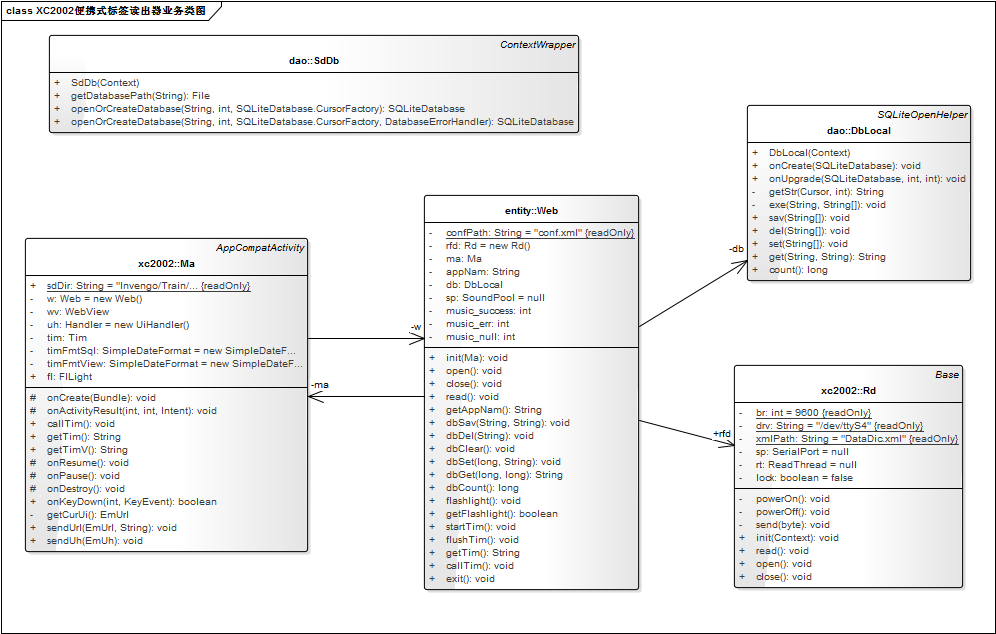 class XC2002便携式标签读出器业务类图
ContextWrapper
dao::SdDb
+ SdDb(Context)
+ getDatabasePath(String): File
+ openOrCreateDatabase(String, int, SQLiteDatabase.CursorFactory): SQLiteDatabase
+ openOrCreateDatabase(String, int, SQLiteDatabase.CursorFactory, DatabaseErrorHandler): SQLiteDatabase
SQLiteOpenHelper
dao::DbLocal
+ DbLocal(Context)
+ onCreate(SQLiteDatabase): void
+ onUpgrade(SQLiteDatabase, int, int): void
- getStr(Cursor, int): String
- exe(String, String[]): void
+ sav(String[]): void
+ del(String[]): void
+ set(String[]): void
+ get(String, String): String
+ count(): long
entity::Web
- confPath: String = "conf.xml" {readOnly}
- rfd: Rd = new Rd()
- ma: Ma
- appNam: String
- db: DbLocal
- sp: SoundPool = null
- music_success: int
- music_err: int
- music_null: int
+ init(Ma): void
+ open(): void
+ close(): void
+ read(): void
+ getAppNam(): String
+ dbSav(String, String): void
+ dbDel(String): void
+ dbClear(): void
+ dbSet(long, String): void
+ dbGet(long, long): String
+ dbCount(): long
+ flashlight(): void
+ getFlashlight(): boolean
+ startTim(): void
+ flushTim(): void
+ getTim(): String
+ callTim(): void
+ exit(): void
AppCompatActivity
xc2002::Ma
+ sdDir: String = "Invengo/Train/... {readOnly}
- w: Web = new Web()
- wv: WebView
- uh: Handler = new UiHandler()
- tim: Tim
- timFmtSql: SimpleDateFormat = new SimpleDateF...
- timFmtView: SimpleDateFormat = new SimpleDateF...
+ fl: FlLight
# onCreate(Bundle): void
# onActivityResult(int, int, Intent): void
+ callTim(): void
+ getTim(): String
+ getTimV(): String
# onResume(): void
# onPause(): void
# onDestroy(): void
+ onKeyDown(int, KeyEvent): boolean
- getCurUi(): EmUrl
+ sendUrl(EmUrl, String): void
+ sendUh(EmUh): void
-w
-ma
-db
+rfd
Base
xc2002::Rd
- br: int = 9600 {readOnly}
- drv: String = "/dev/ttyS4" {readOnly}
- xmlPath: String = "DataDic.xml" {readOnly}
- sp: SerialPort = null
- rt: ReadThread = null
- lock: boolean = false
- powerOn(): void
- powerOff(): void
- send(byte): void
+ init(Context): void
+ read(): void
+ open(): void
+ close(): void